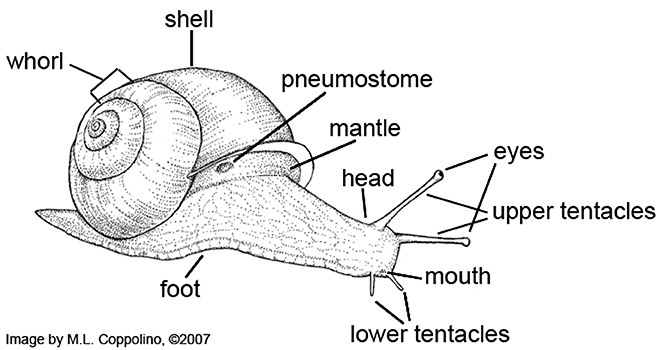 shell
whorl
pneumostome
mantle
eyes
head
upper tentacles
mouth
foot
lower tentacles
Image by M.L. Coppolino, ©2007